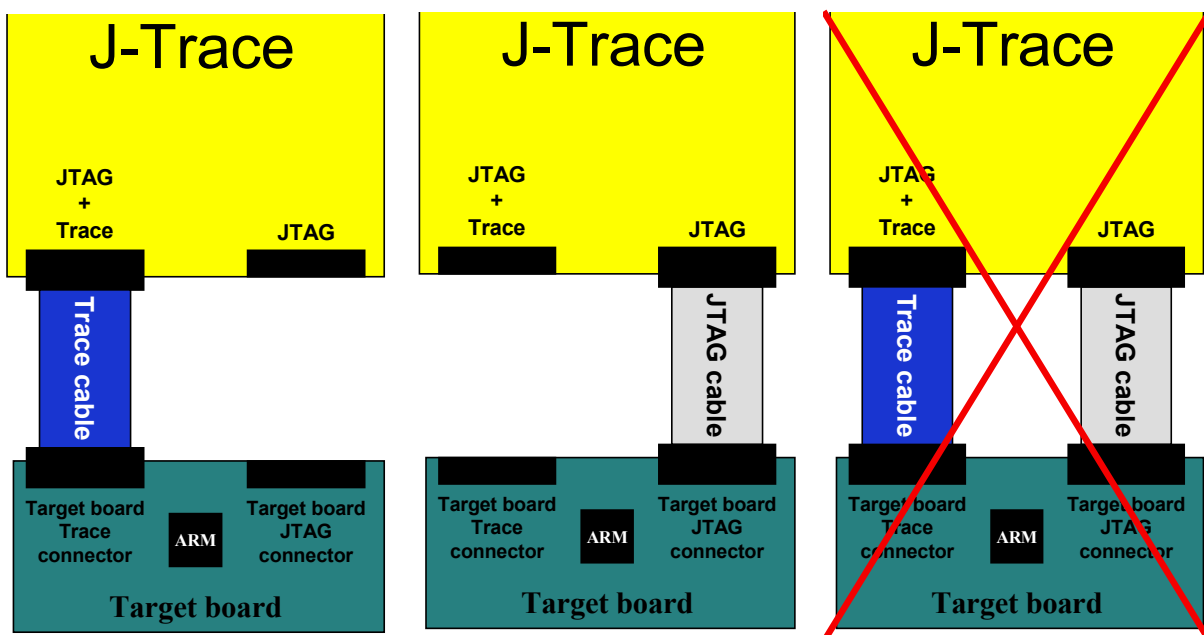 J-Trace
JTAG
+
Trace
JTAG
Trace cable
Target board
Trace
connector
ARM
Target board
JTAG
connector
Target board
J-Trace
JTAG
+
Trace
JTAG
JTAG cable
Target board
Trace
connector
ARM
Target board
JTAG
connector
Target board
J-Trace
JTAG
+
Trace
JTAG
Trace cable
JTAG cable
Target board
Trace
connector
ARM
Target board
JTAG
connector
Target board